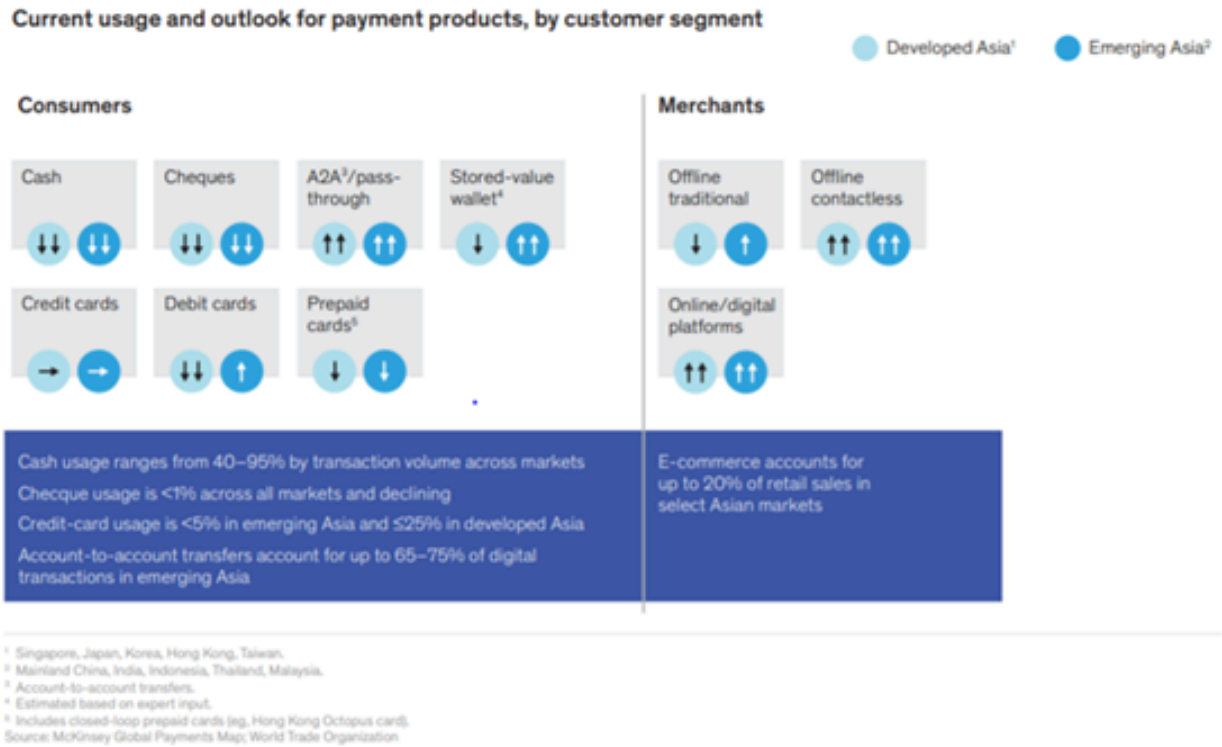 Current usage and outlook for payment products, by customer segment
Developed Asia¹
Emerging Asia²
Consumers
Cash
↓↓ ↓↓
Cheques
↓↓ ↓↓
A2A³/pass-
through
↑↑ ↑↑
Stored-value
wallet⁴
↓ ↑↑
Credit cards
→ →
Debit cards
↓↓ ↑
Prepaid
cards⁵
↓ ↓
Cash usage ranges from 40–95% by transaction volume across markets
Checque usage is <1% across all markets and declining
Credit-card usage is <5% in emerging Asia and ≤25% in developed Asia
Account-to-account transfers account for up to 65–75% of digital
transactions in emerging Asia
Merchants
Offline
traditional
↓ ↑
Offline
contactless
↑↑ ↑↑
Online/digital
platforms
↑↑ ↑↑
E-commerce accounts for
up to 20% of retail sales in
select Asian markets
¹ Singapore, Japan, Korea, Hong Kong, Taiwan.
² Mainland China, India, Indonesia, Thailand, Malaysia.
³ Account-to-account transfers.
⁴ Estimated based on expert input.
⁵ Includes closed-loop prepaid cards (eg, Hong Kong Octopus card).
Source: McKinsey Global Payments Map; World Trade Organization